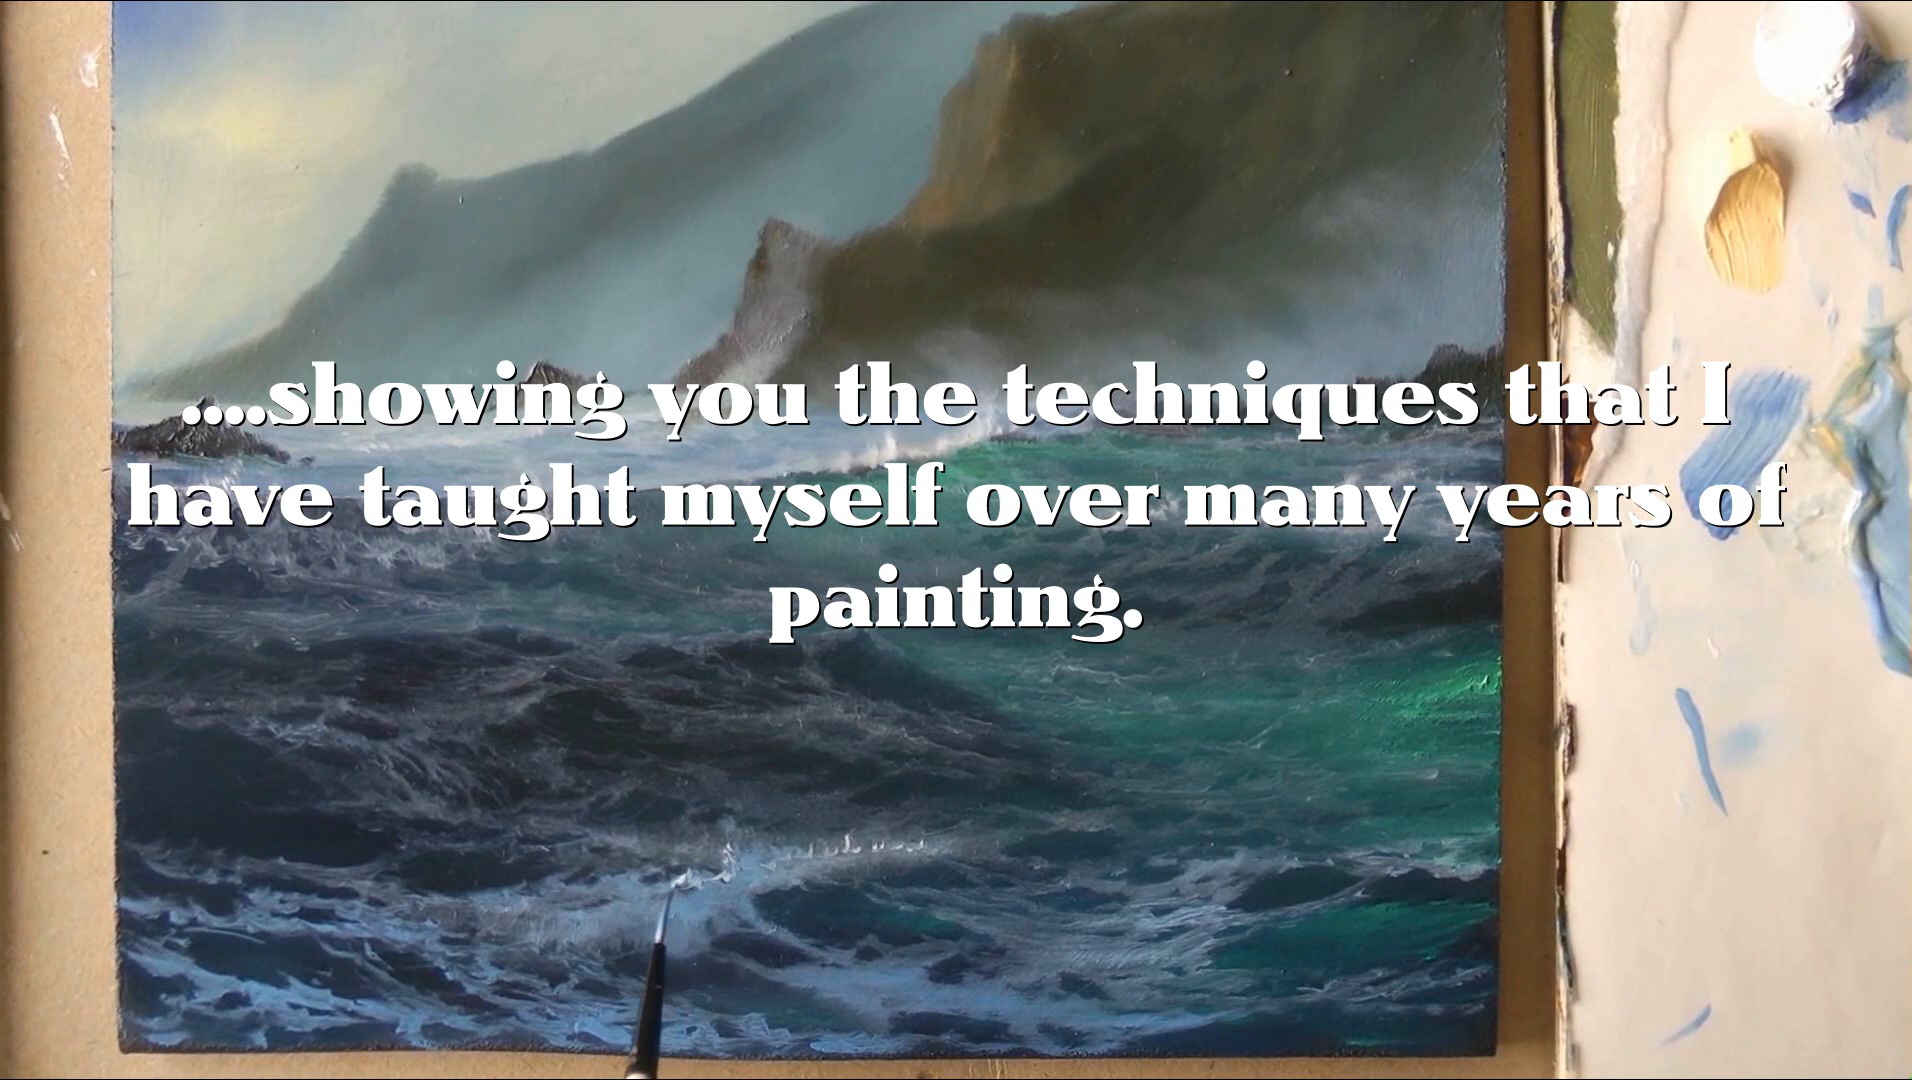 ....showing you the techniques that I
have taught myself over many years of
painting.